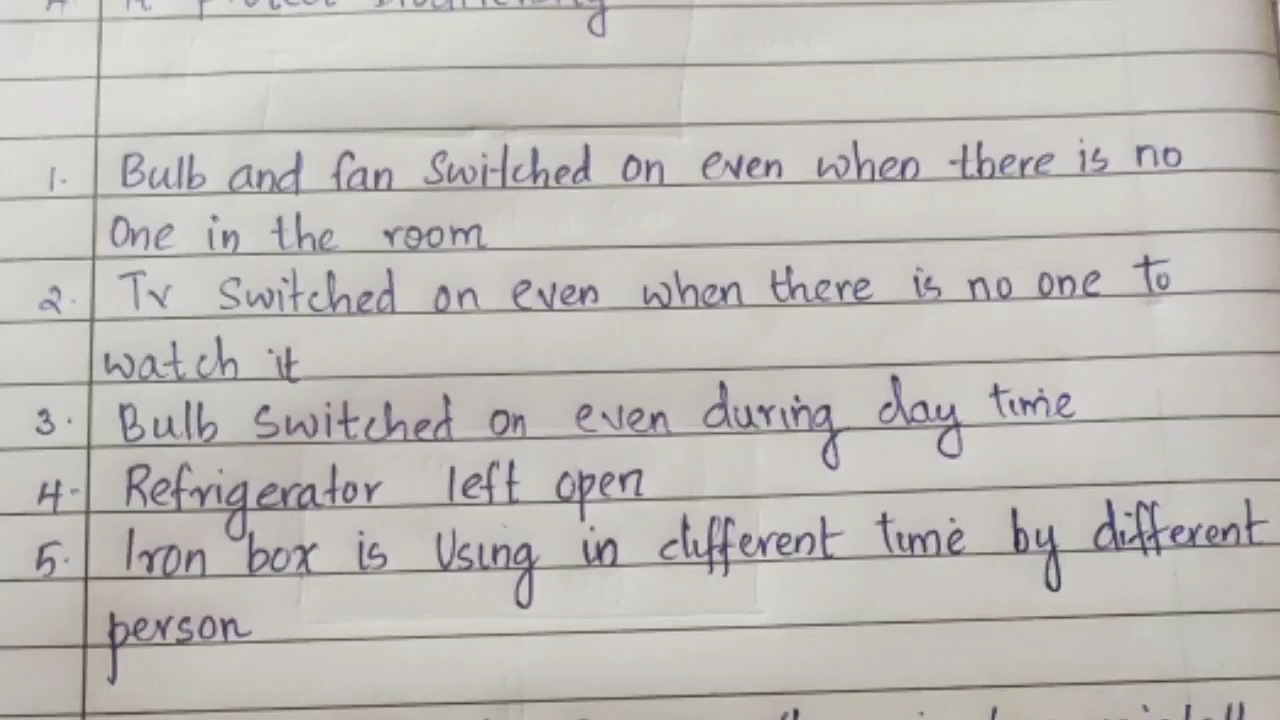 1. Bulb and fan Switched on even when there is no
One in the room
2. Tv Switched on even when there is no one to
watch it
3. Bulb Switched on even during day time
4. Refrigerator left open
5. Iron box is Using in different time by different
person